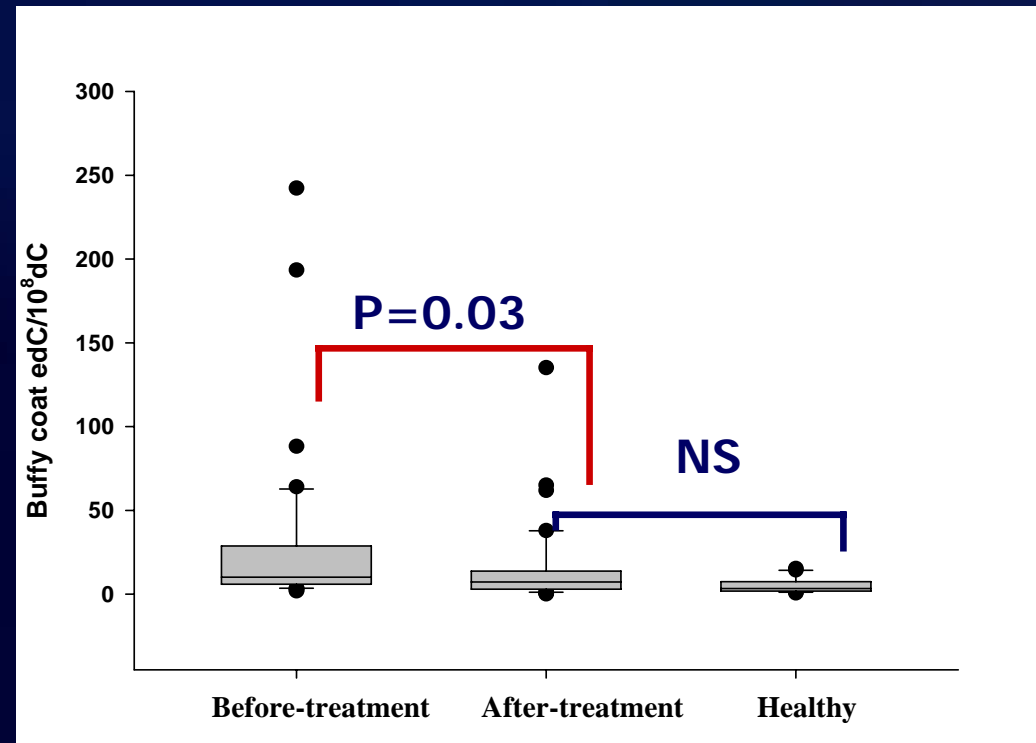 300
250
200
150
100
50
0
Buffy coat edC/10⁸dC
P=0.03
NS
Before-treatment After-treatment Healthy